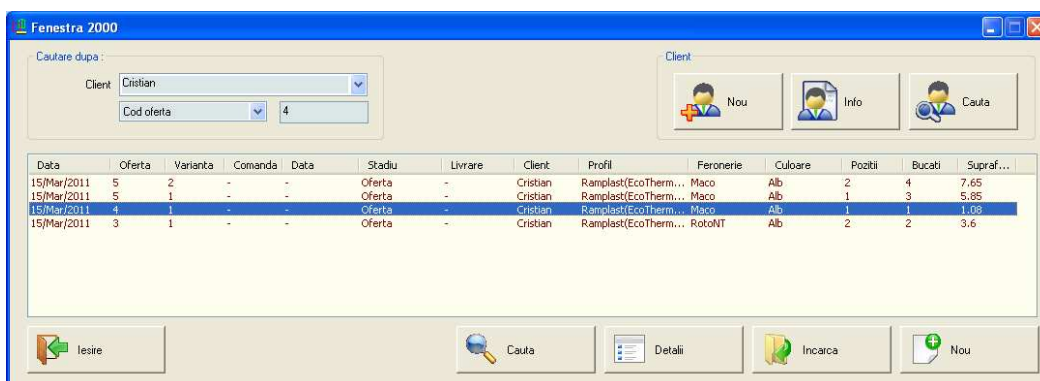 Fenestra 2000
Cautare dupa :
Client Cristian
Cod oferta 4
Client
Nou Info Cauta
Data Oferta Varianta Comanda Data Stadiu Livrare Client Profil Feronerie Culoare Pozitii Bucati Supraf...
15/Mar/2011 5 2 - - Oferta - Cristian Ramplast(EcoTherm... Maco Alb 2 4 7.65
15/Mar/2011 5 1 - - Oferta - Cristian Ramplast(EcoTherm... Maco Alb 1 3 5.85
15/Mar/2011 4 1 - - Oferta - Cristian Ramplast(EcoTherm... Maco Alb 1 1 1.08
15/Mar/2011 3 1 - - Oferta - Cristian Ramplast(EcoTherm... RotoNT Alb 2 2 3.6
Iesire Cauta Detalii Incarca Nou